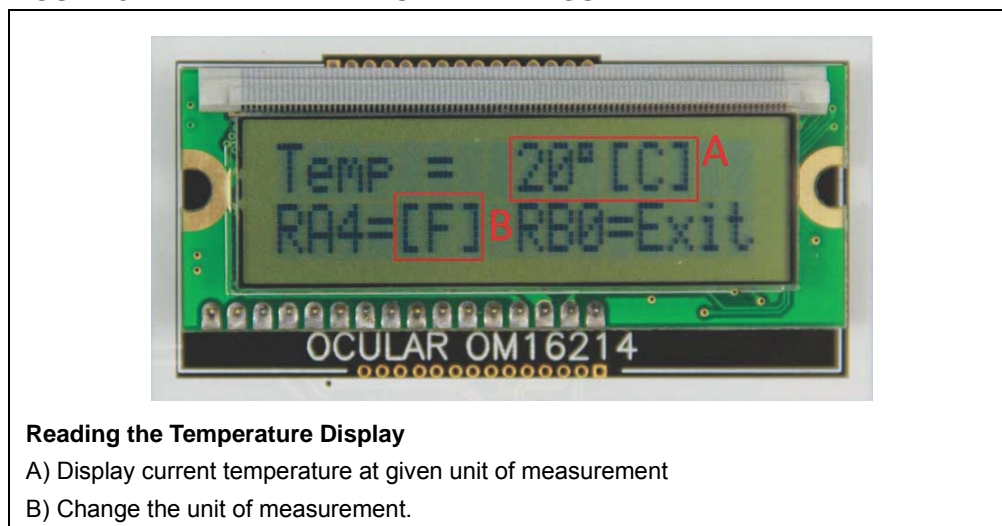 Temp = 20° [C] A
RA4=[F] B RB0=Exit
OCULAR OM16214
Reading the Temperature Display
A) Display current temperature at given unit of measurement
B) Change the unit of measurement.